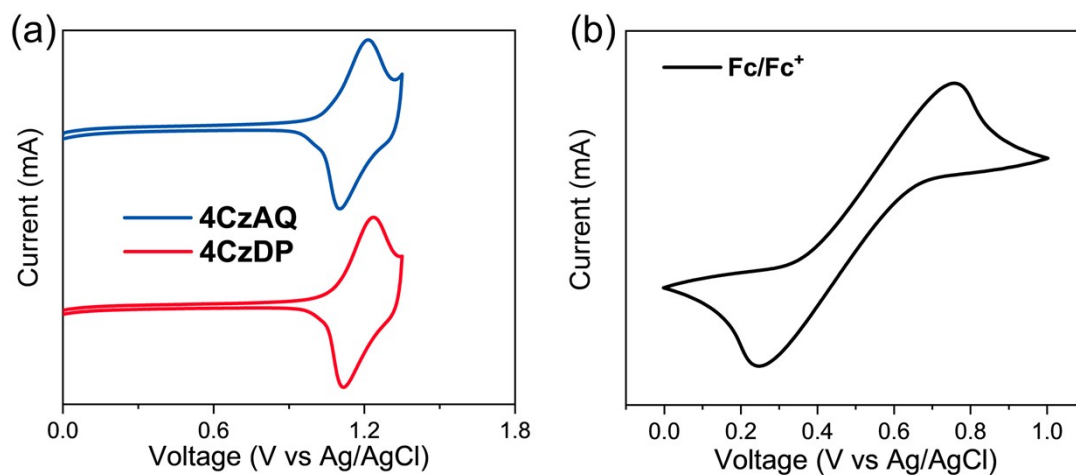 (a)
Current (mA)
4CzAQ
4CzDP
0.0 0.6 1.2 1.8
Voltage (V vs Ag/AgCl)
(b)
Current (mA)
Fc/Fc⁺
0.0 0.2 0.4 0.6 0.8 1.0
Voltage (V vs Ag/AgCl)